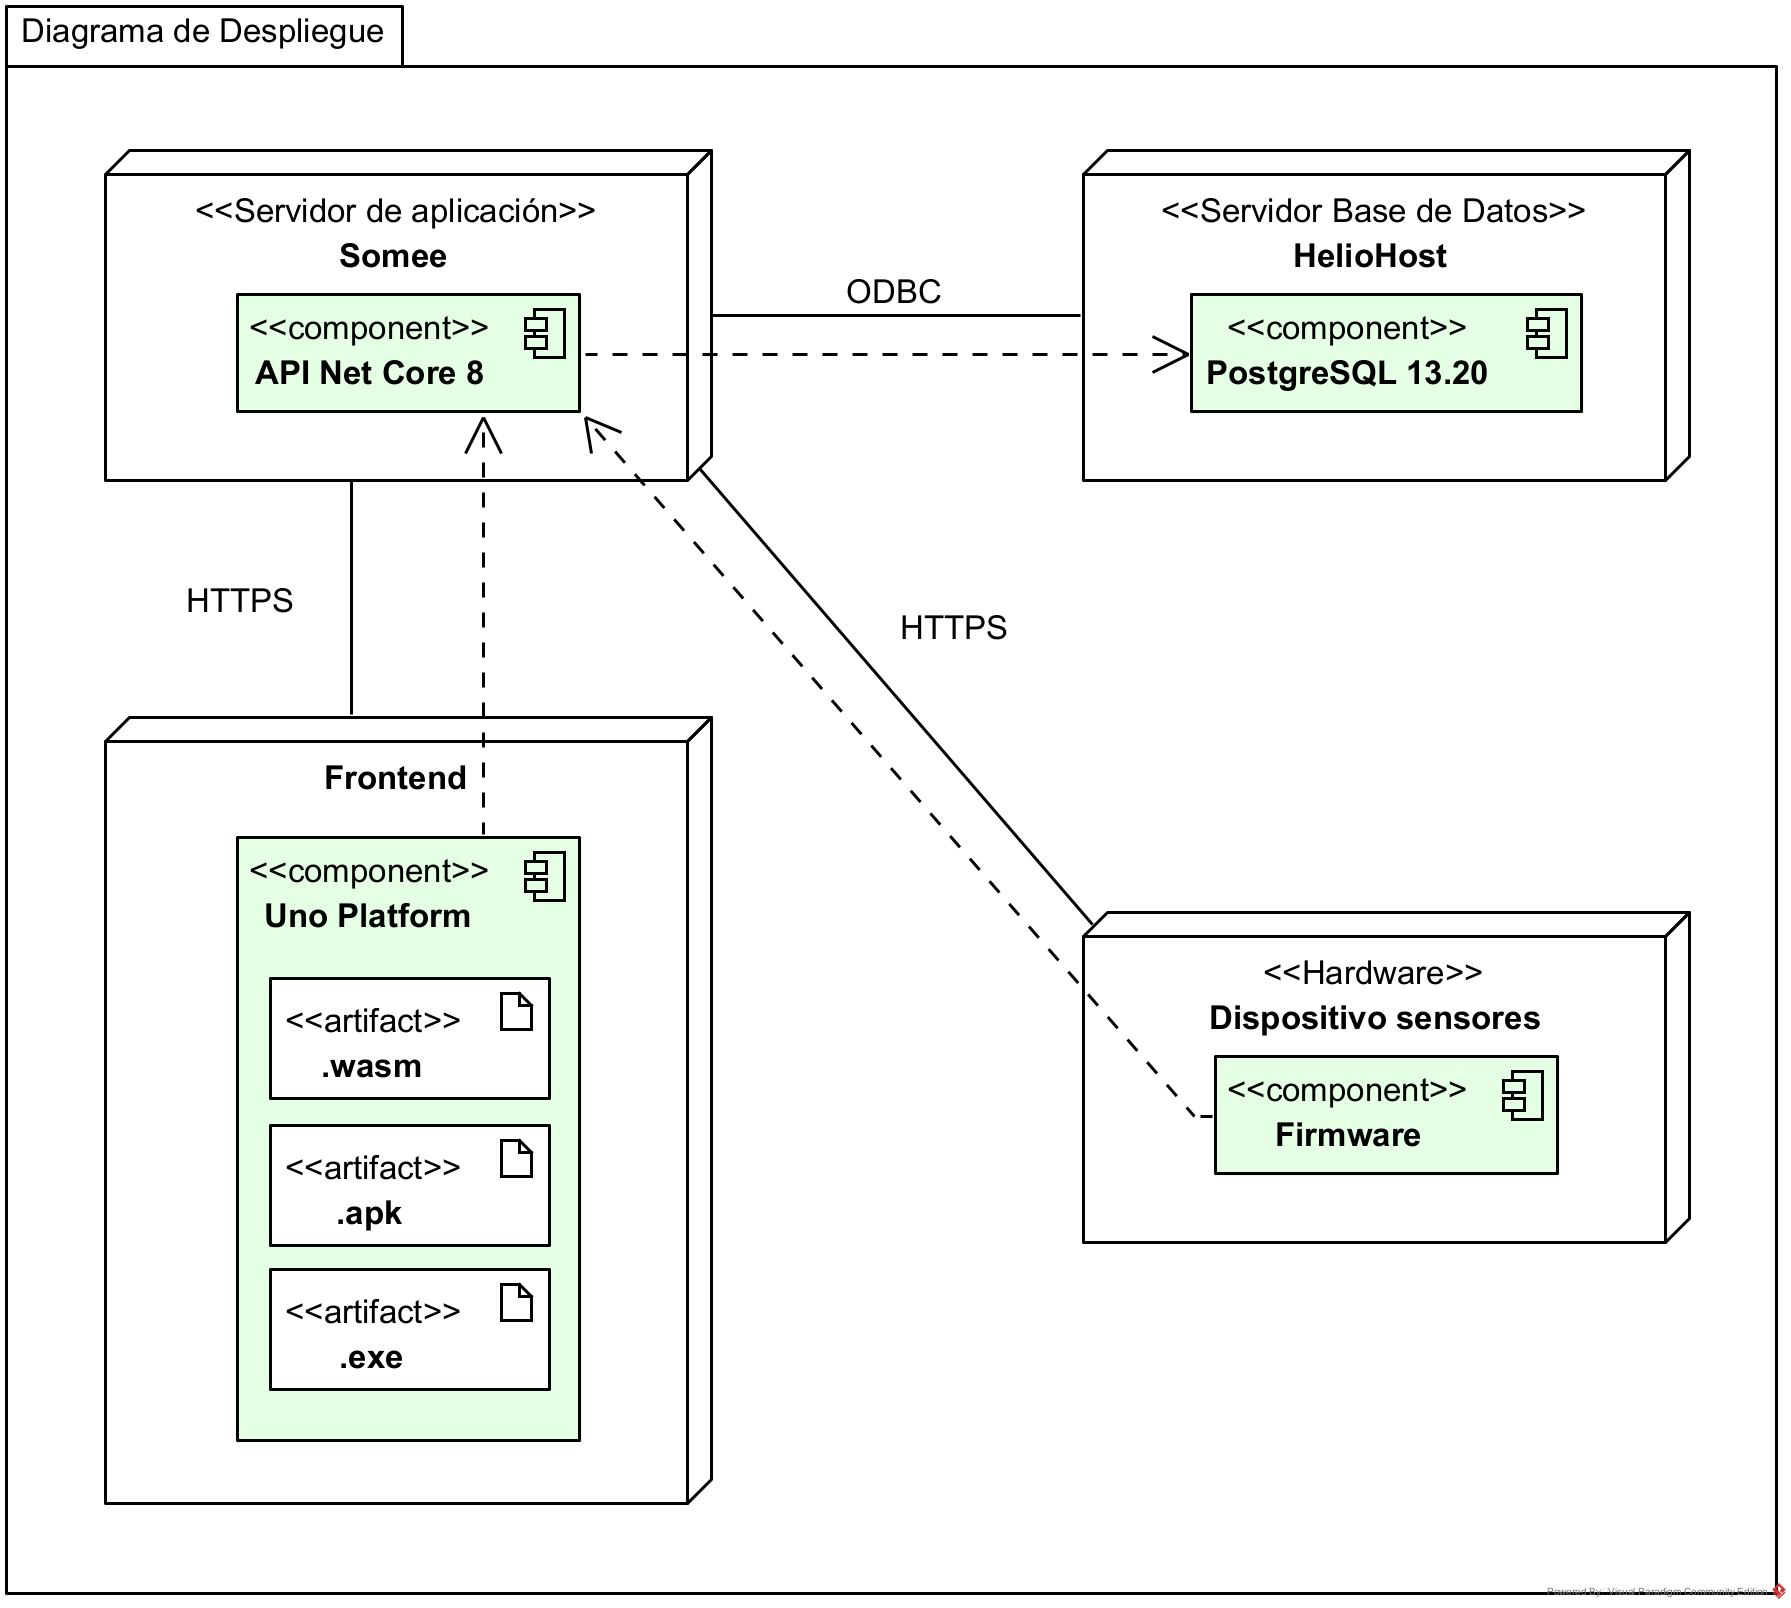 Diagrama de Despliegue
<<Servidor de aplicación>>
Somee
<<component>>
API Net Core 8
ODBC
<<Servidor Base de Datos>>
HelioHost
<<component>>
PostgreSQL 13.20
HTTPS
HTTPS
Frontend
<<component>>
Uno Platform
<<artifact>>
.wasm
<<artifact>>
.apk
<<artifact>>
.exe
<<Hardware>>
Dispositivo sensores
<<component>>
Firmware
Powered By: Visual Paradigm Community Edition